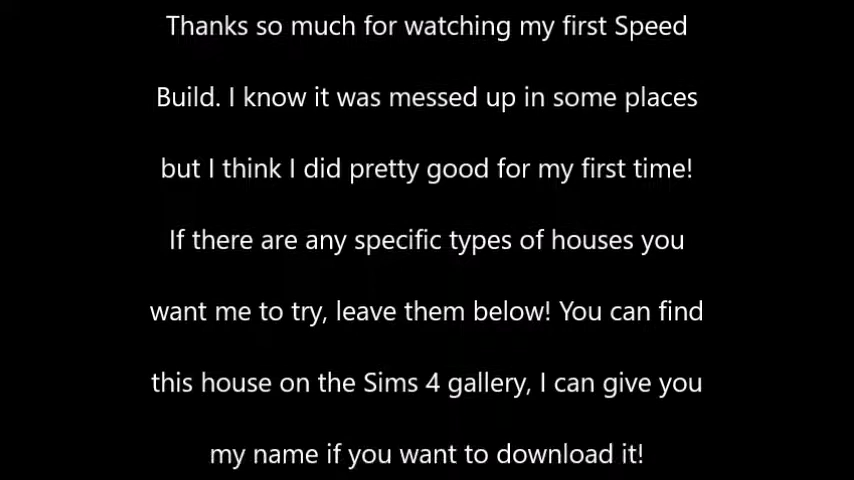 Thanks so much for watching my first Speed
Build. I know it was messed up in some places
but I think I did pretty good for my first time!
If there are any specific types of houses you
want me to try, leave them below! You can find
this house on the Sims 4 gallery, I can give you
my name if you want to download it!